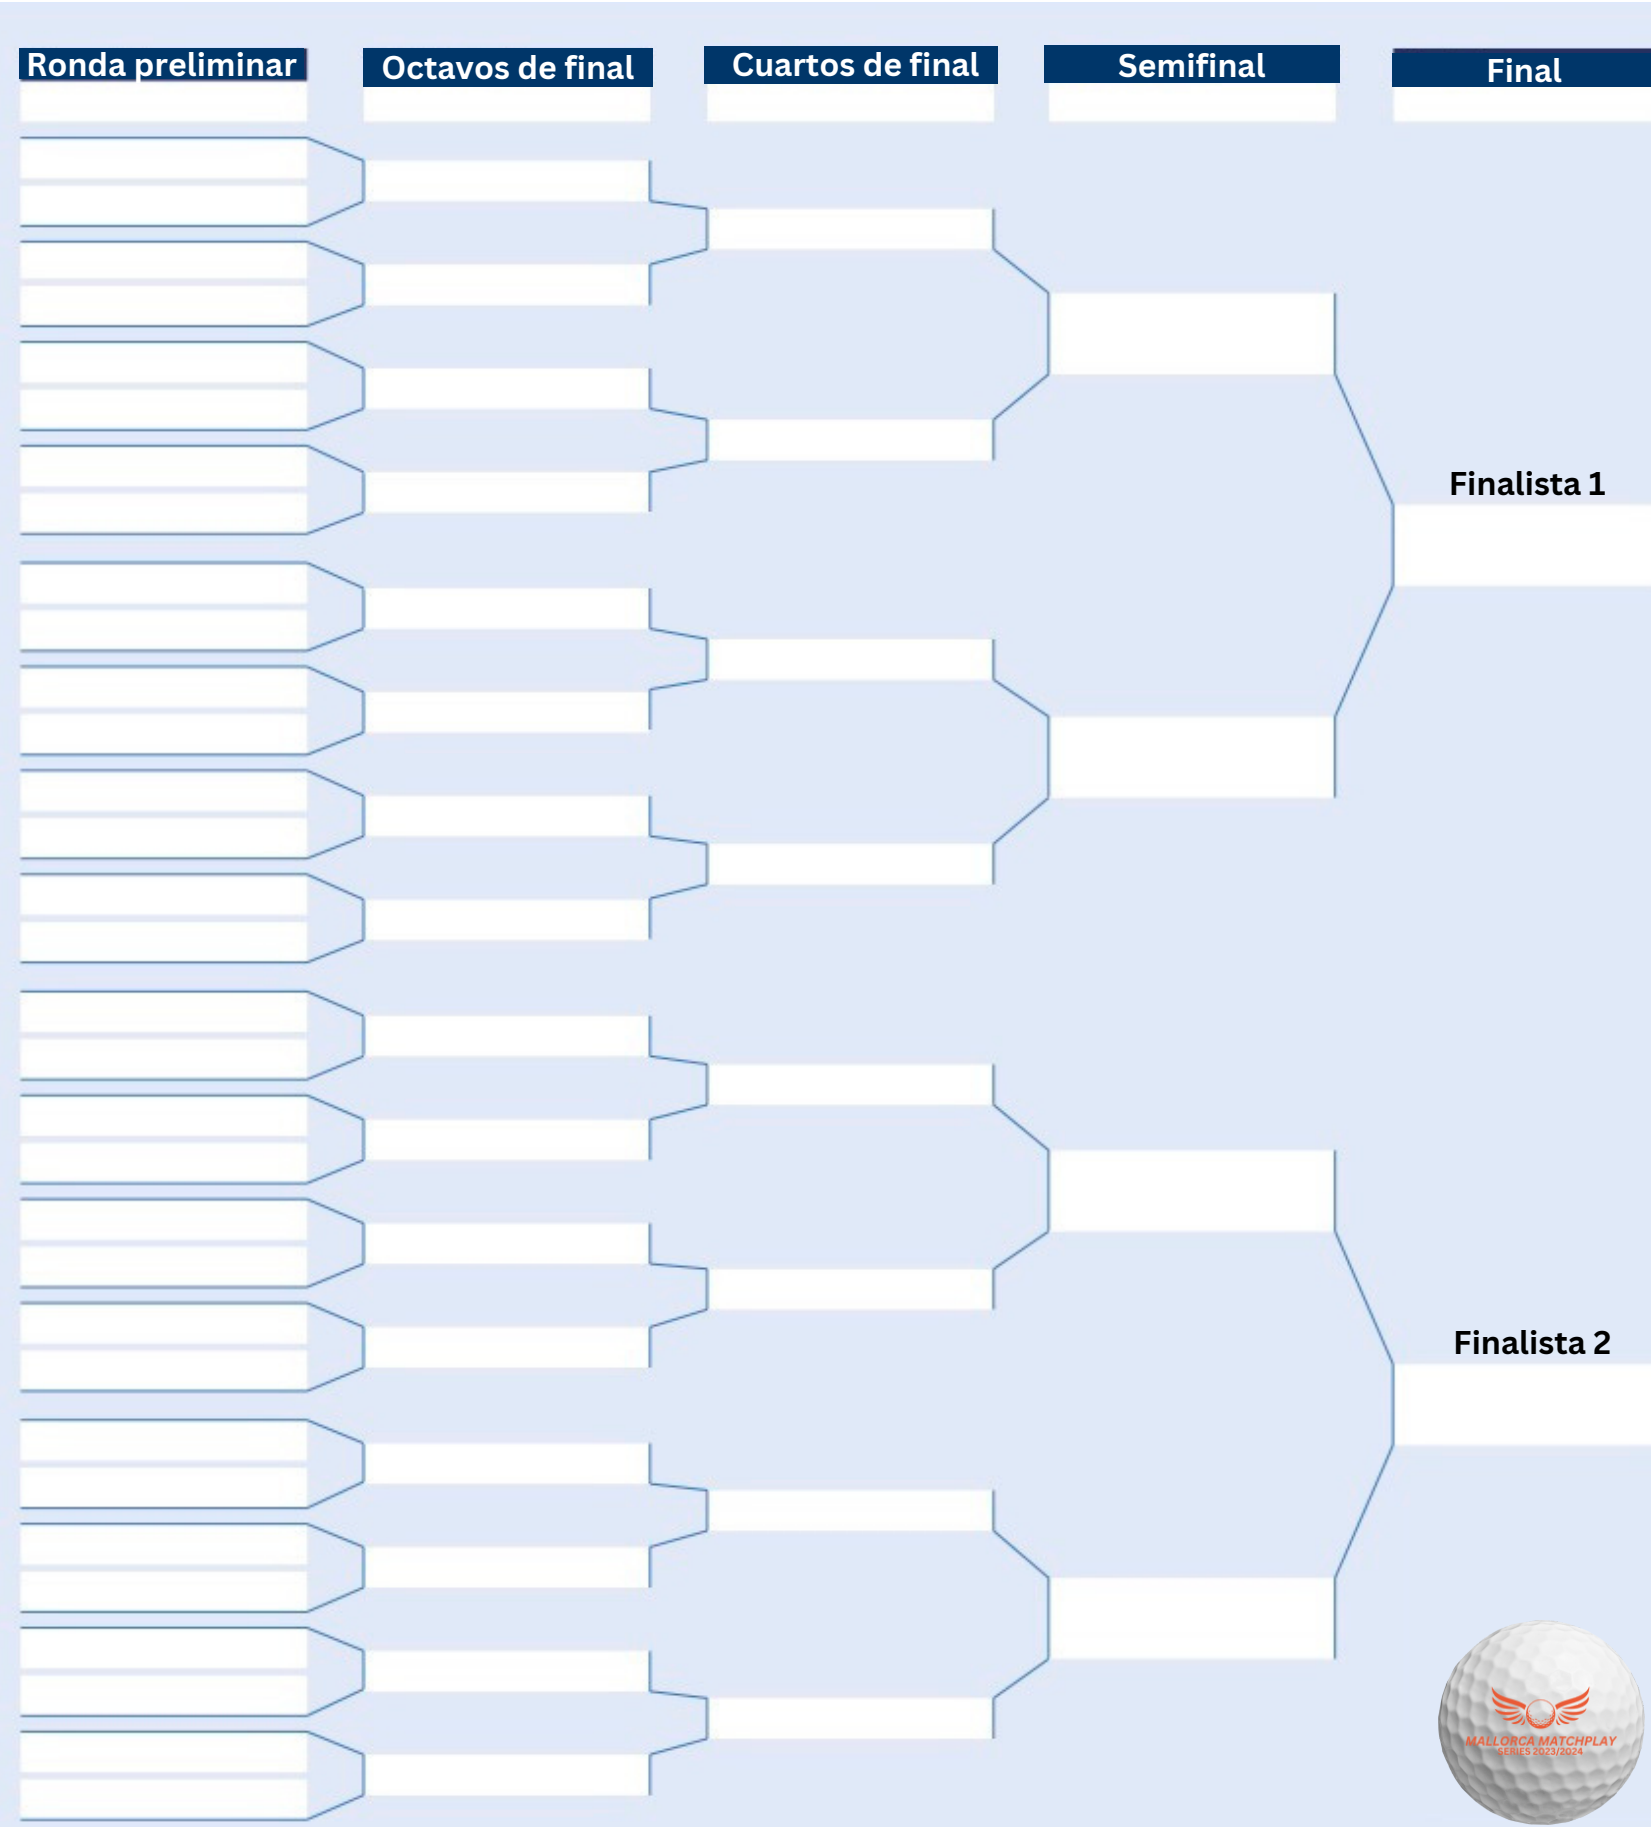 Ronda preliminar
Octavos de final
Cuartos de final
Semifinal
Final
Finalista 1
Finalista 2
MALLORCA MATCHPLAY
SERIES 2023/2024